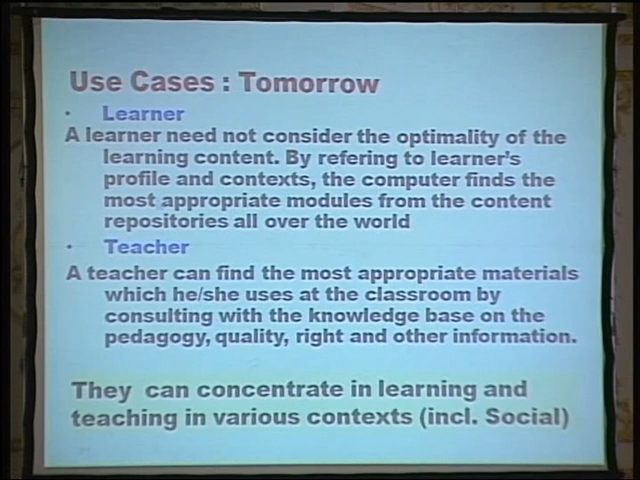 Use Cases : Tomorrow
• Learner
A learner need not consider the optimality of the
learning content. By refering to learner's
profile and contexts, the computer finds the
most appropriate modules from the content
repositories all over the world
• Teacher
A teacher can find the most appropriate materials
which he/she uses at the classroom by
consulting with the knowledge base on the
pedagogy, quality, right and other information.
They can concentrate in learning and
teaching in various contexts (incl. Social)